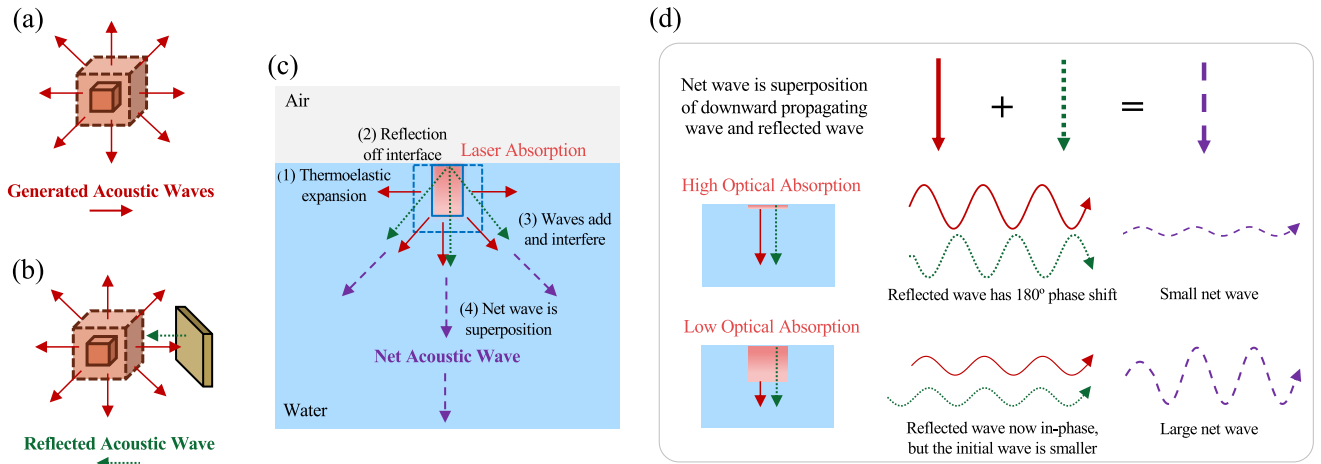 (a)
Generated Acoustic Waves
(b)
Reflected Acoustic Wave
(c)
Air
(2) Reflection
off interface
Laser Absorption
(1) Thermoelastic
expansion
(3) Waves add
and interfere
(4) Net wave is
superposition
Net Acoustic Wave
Water
(d)
Net wave is superposition
of downward propagating
wave and reflected wave
+
=
High Optical Absorption
Reflected wave has 180º phase shift
Small net wave
Low Optical Absorption
Reflected wave now in-phase,
but the initial wave is smaller
Large net wave